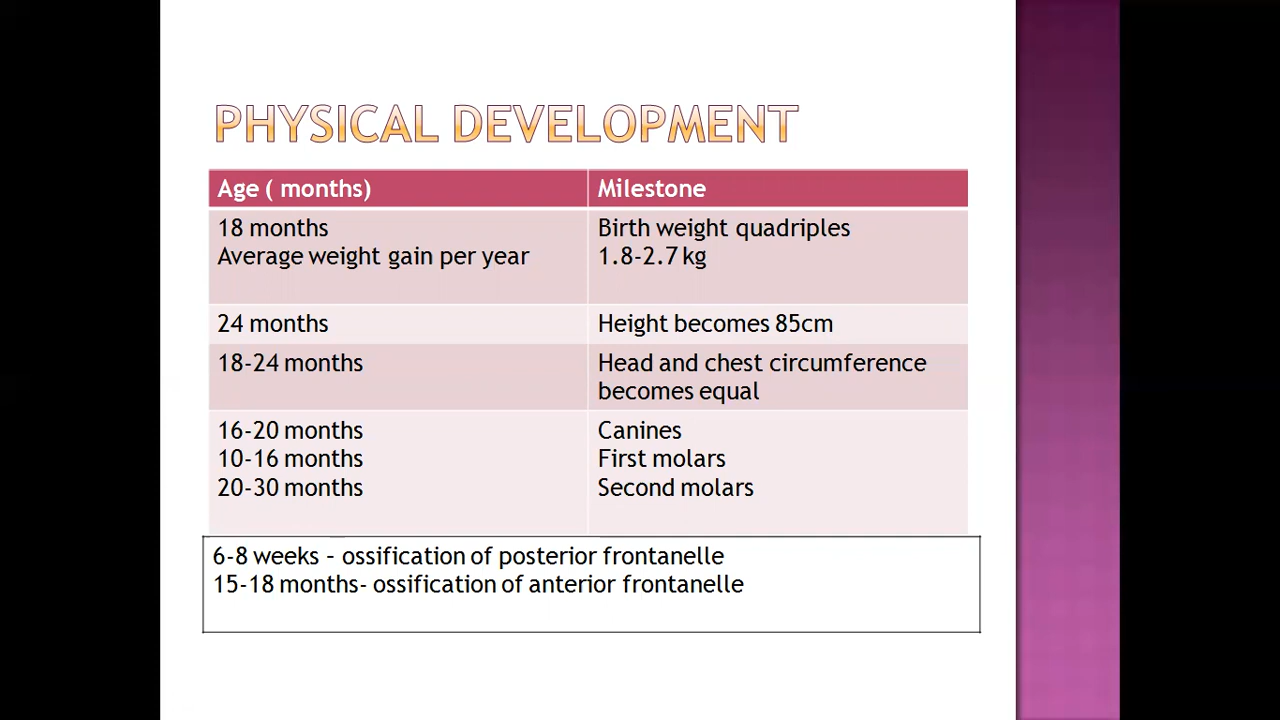 PHYSICAL DEVELOPMENT
Age ( months) Milestone
18 months Birth weight quadriples
Average weight gain per year 1.8-2.7 kg
24 months Height becomes 85cm
18-24 months Head and chest circumference
becomes equal
16-20 months Canines
10-16 months First molars
20-30 months Second molars
6-8 weeks – ossification of posterior frontanelle
15-18 months- ossification of anterior frontanelle